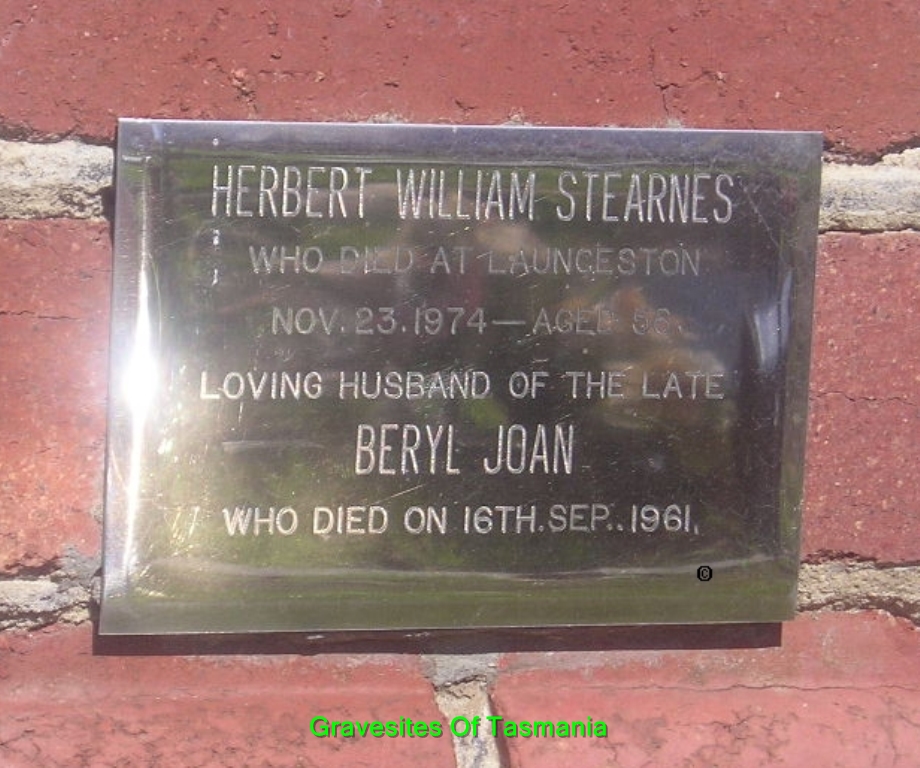 HERBERT WILLIAM STEARNES
WHO DIED AT LAUNCESTON
NOV. 23. 1974 — AGED 56
LOVING HUSBAND OF THE LATE
BERYL JOAN
WHO DIED ON 16TH. SEP.. 1961.
©
Gravesites Of Tasmania